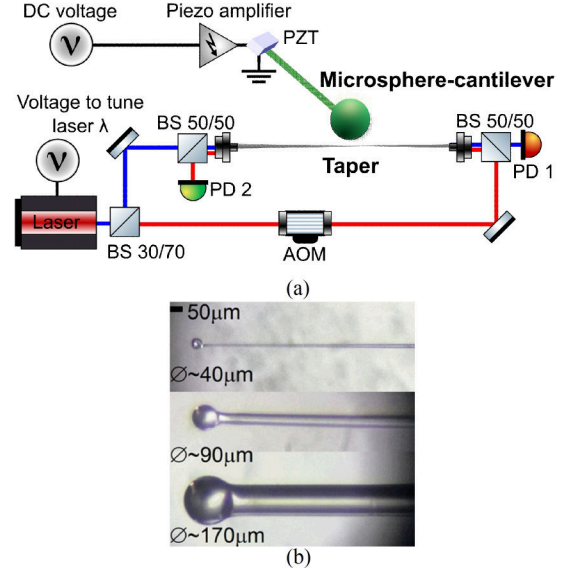 DC voltage
Piezo amplifier
V
PZT
Microsphere-cantilever
Voltage to tune
laser λ
BS 50/50
BS 50/50
V
Taper
PD 1
PD 2
Laser
BS 30/70
AOM
(a)
50μm
∅~40μm
∅~90μm
∅~170μm
(b)